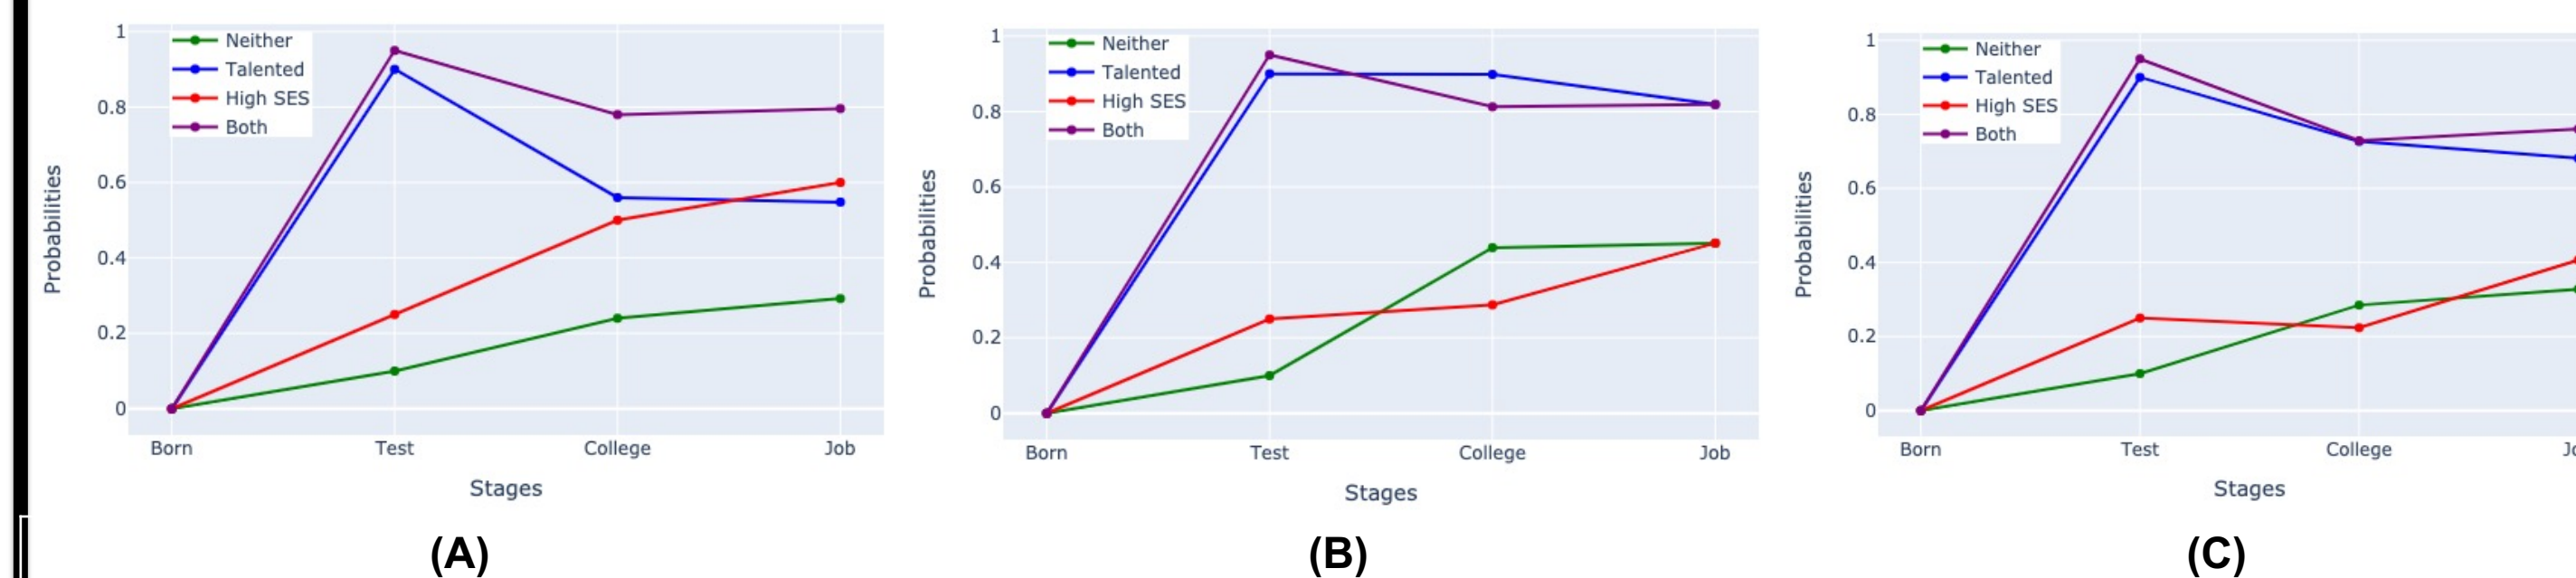 1
0.8
0.6
0.4
0.2
0
Probabilities
Neither
Talented
High SES
Both
Born Test College Job
Stages
(A)
1
0.8
0.6
0.4
0.2
0
Probabilities
Neither
Talented
High SES
Both
Born Test College Job
Stages
(B)
1
0.8
0.6
0.4
0.2
0
Probabilities
Neither
Talented
High SES
Both
Born Test College
Stages
(C)